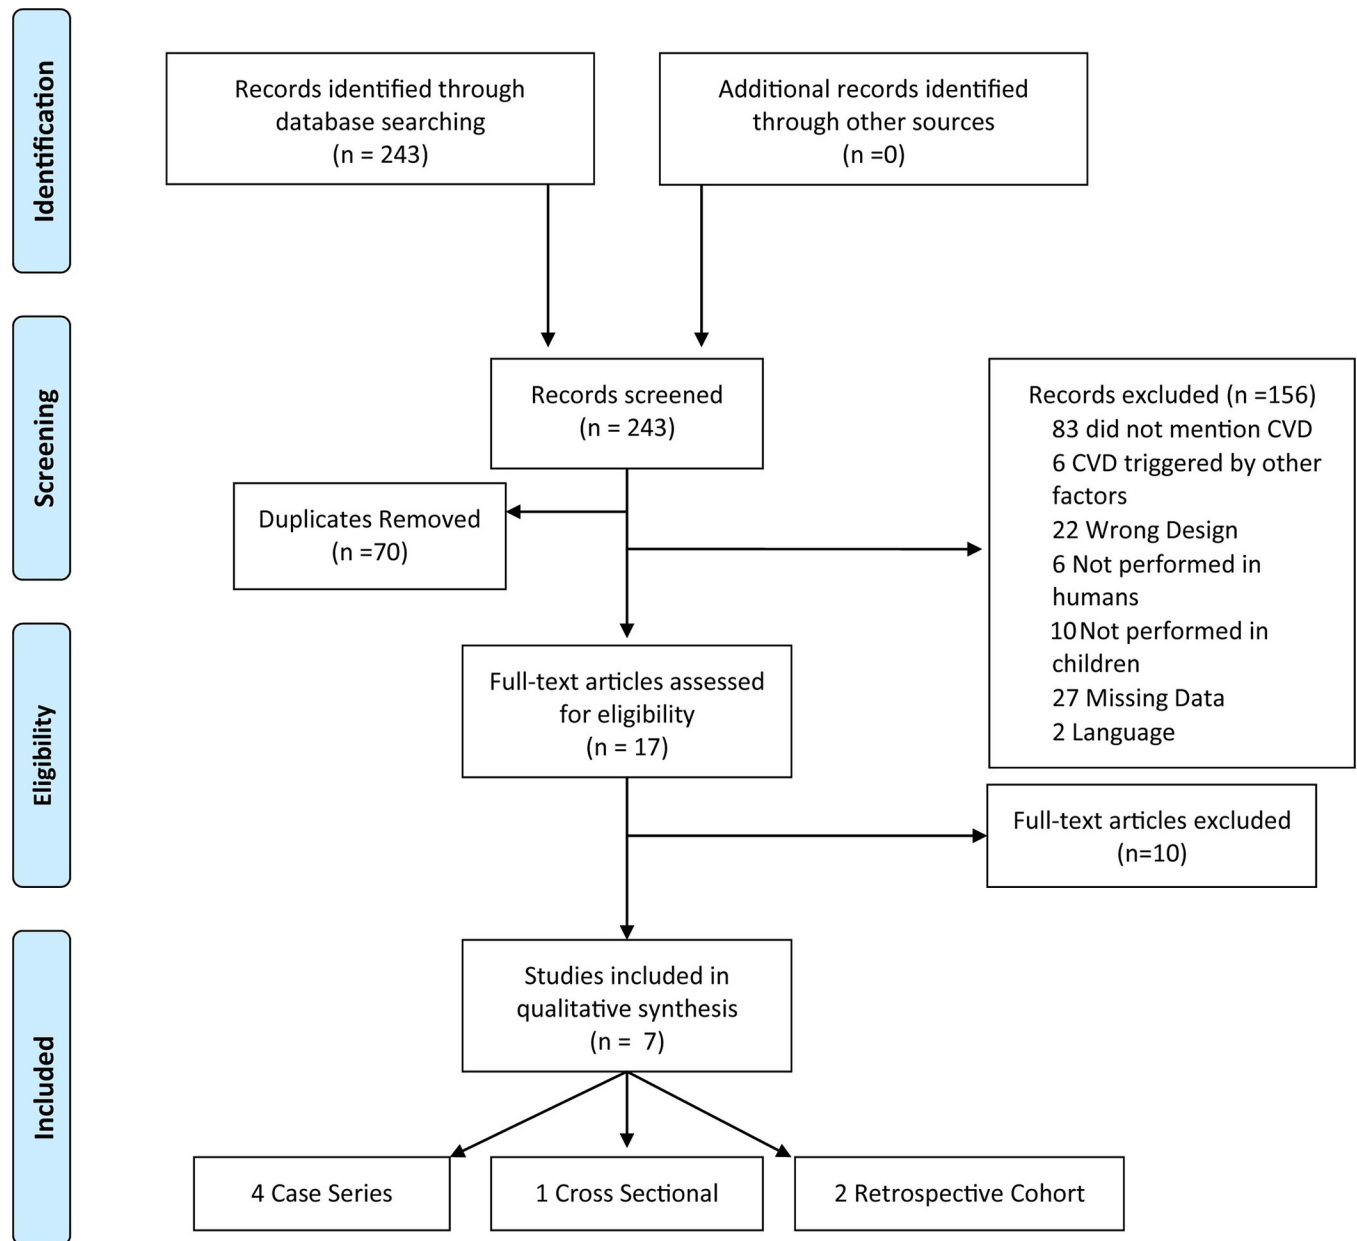 Identification
Records identified through
database searching
(n = 243)
Additional records identified
through other sources
(n =0)
Screening
Records screened
(n = 243)
Duplicates Removed
(n =70)
Records excluded (n =156)
83 did not mention CVD
6 CVD triggered by other
factors
22 Wrong Design
6 Not performed in
humans
10Not performed in
children
27 Missing Data
2 Language
Eligibility
Full-text articles assessed
for eligibility
(n = 17)
Full-text articles excluded
(n=10)
Included
Studies included in
qualitative synthesis
(n = 7)
4 Case Series
1 Cross Sectional
2 Retrospective Cohort